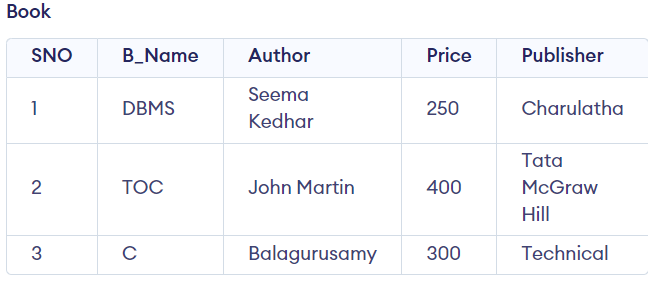 Book
SNO B_Name Author Price Publisher
1 DBMS Seema Kedhar 250 Charulatha
2 TOC John Martin 400 Tata McGraw Hill
3 C Balagurusamy 300 Technical